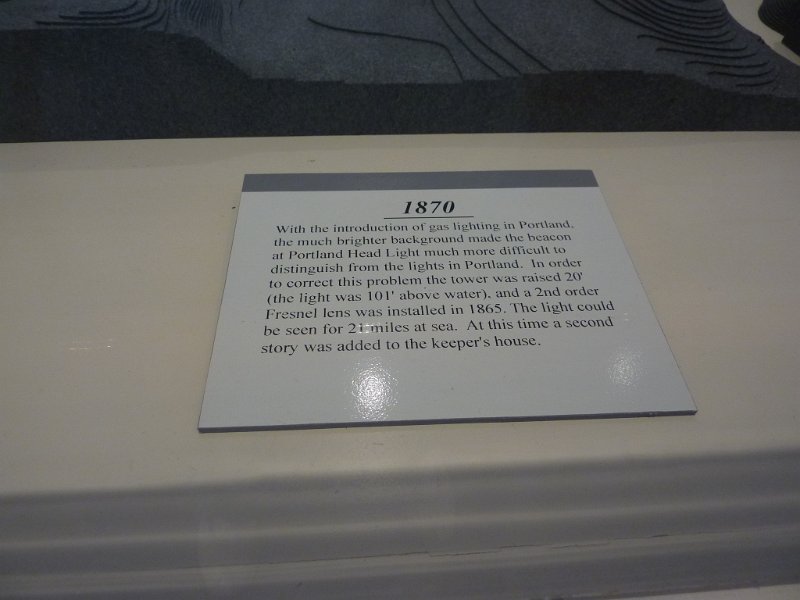 1870
With the introduction of gas lighting in Portland,
the much brighter background made the beacon
at Portland Head Light much more difficult to
distinguish from the lights in Portland. In order
to correct this problem the tower was raised 20'
(the light was 101' above water), and a 2nd order
Fresnel lens was installed in 1865. The light could
be seen for 21 miles at sea. At this time a second
story was added to the keeper's house.